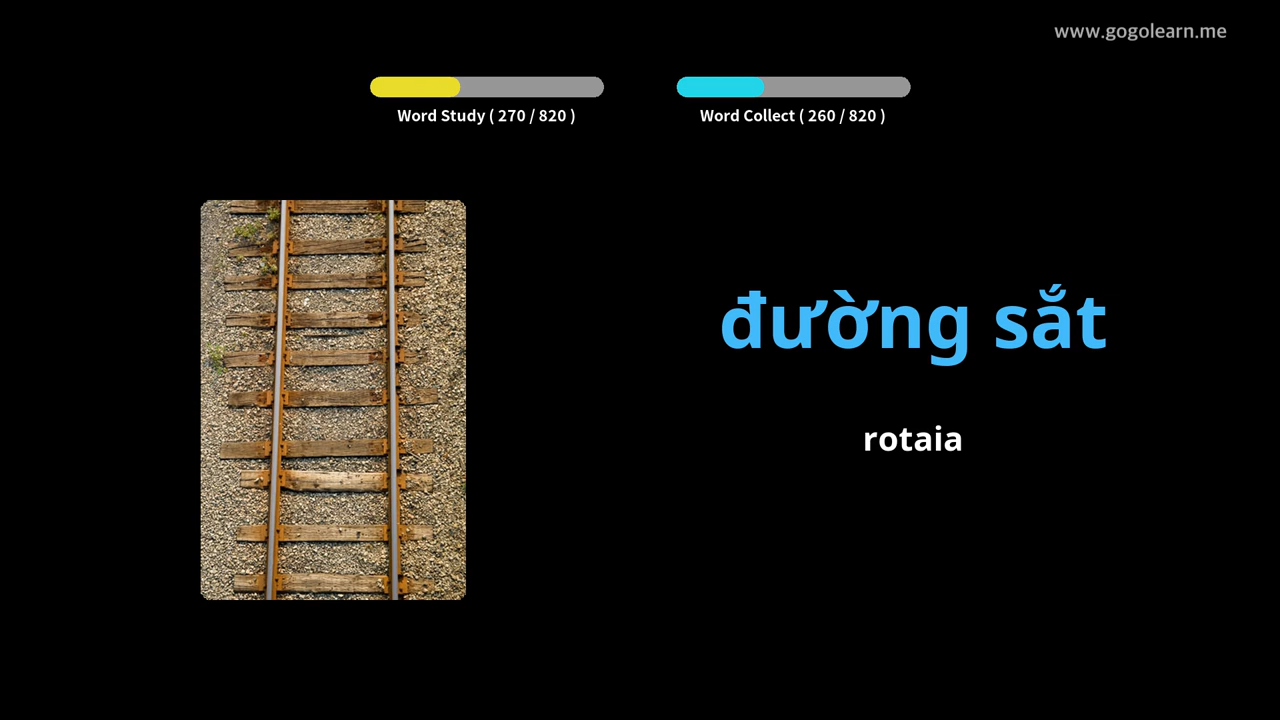 www.gogolearn.me
Word Study ( 270 / 820 )
Word Collect ( 260 / 820 )
đường sắt
rotaia